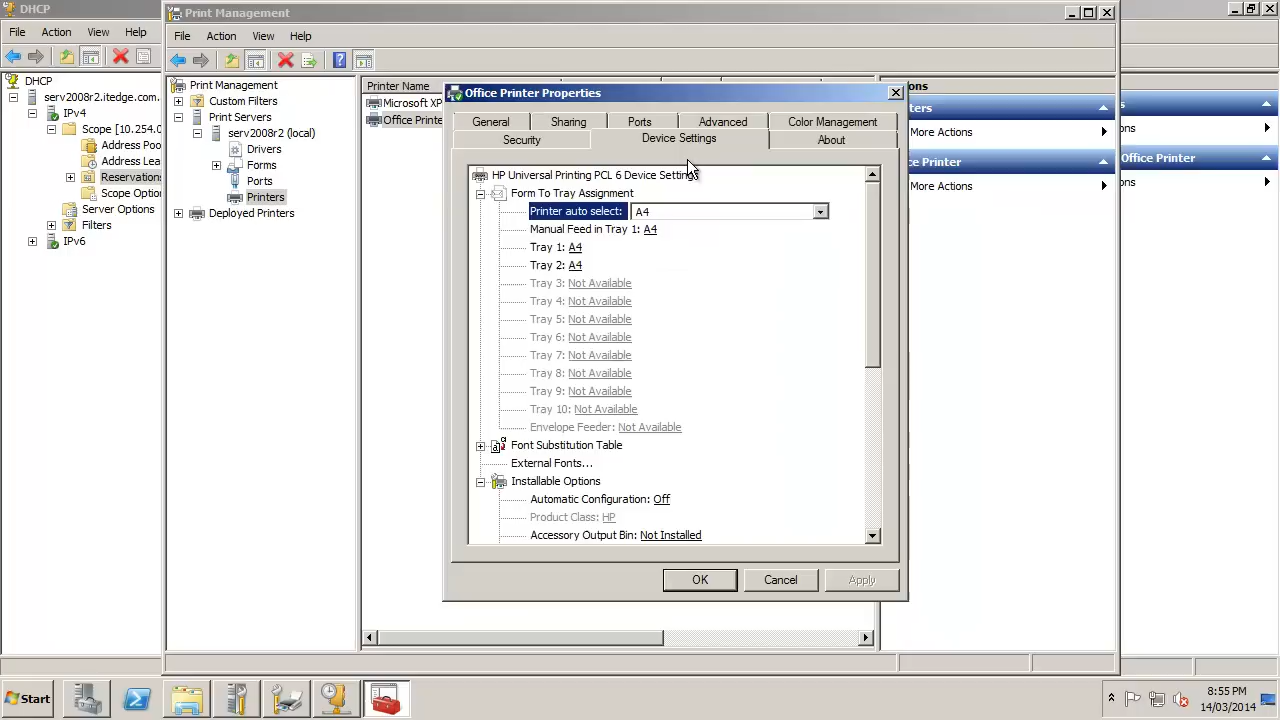 DHCP
File Action View Help
DHCP
serv2008r2.itedge.com.
IPv4
Scope [10.254.0
Address Poo
Address Lea
Reservations
Scope Option
Server Options
Filters
IPv6
Print Management
File Action View Help
Print Management
Custom Filters
Print Servers
serv2008r2 (local)
Drivers
Forms
Ports
Printers
Deployed Printers
Printer Name
Microsoft XP
Office Printe
Office Printer Properties
General Sharing Ports Advanced Color Management
Security Device Settings About
HP Universal Printing PCL 6 Device Settings
Form To Tray Assignment
Printer auto select: A4
Manual Feed in Tray 1: A4
Tray 1: A4
Tray 2: A4
Tray 3: Not Available
Tray 4: Not Available
Tray 5: Not Available
Tray 6: Not Available
Tray 7: Not Available
Tray 8: Not Available
Tray 9: Not Available
Tray 10: Not Available
Envelope Feeder: Not Available
Font Substitution Table
External Fonts...
Installable Options
Automatic Configuration: Off
Product Class: HP
Accessory Output Bin: Not Installed
OK Cancel Apply
ons
ters
More Actions
ce Printer
More Actions
s
ons
Office Printer
ons
Start
8:55 PM
14/03/2014